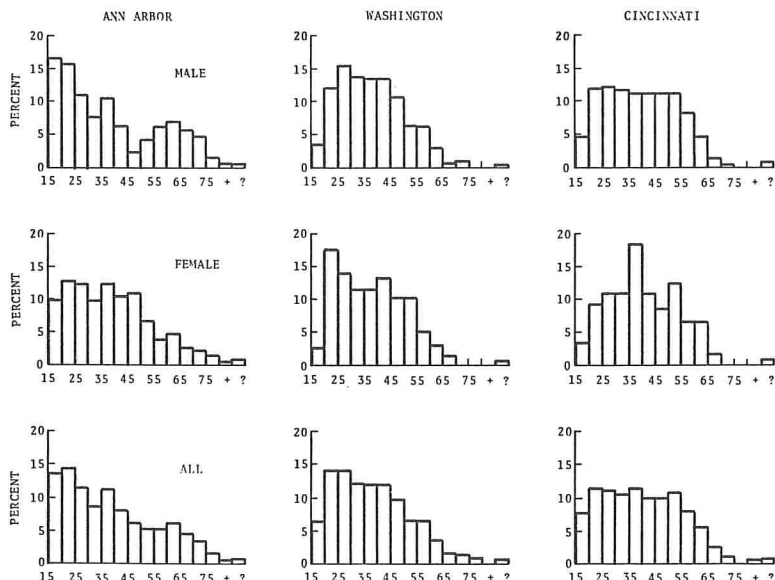 ANN ARBOR WASHINGTON CINCINNATI
20 20 20
15 MALE 15 15
PERCENT
10 10 10
5 5 5
0 0 0
15 25 35 45 55 65 75 + ? 15 25 35 45 55 65 75 + ? 15 25 35 45 55 65 75 + ?
20 20 20
15 FEMALE 15 15
PERCENT
10 10 10
5 5 5
0 0 0
15 25 35 45 55 65 75 + ? 15 25 35 45 55 65 75 + ? 15 25 35 45 55 65 75 + ?
20 20 20
15 ALL 15 15
PERCENT
10 10 10
5 5 5
0 0 0
15 25 35 45 55 65 75 + ? 15 25 35 45 55 65 75 + ? 15 25 35 45 55 65 75 + ?